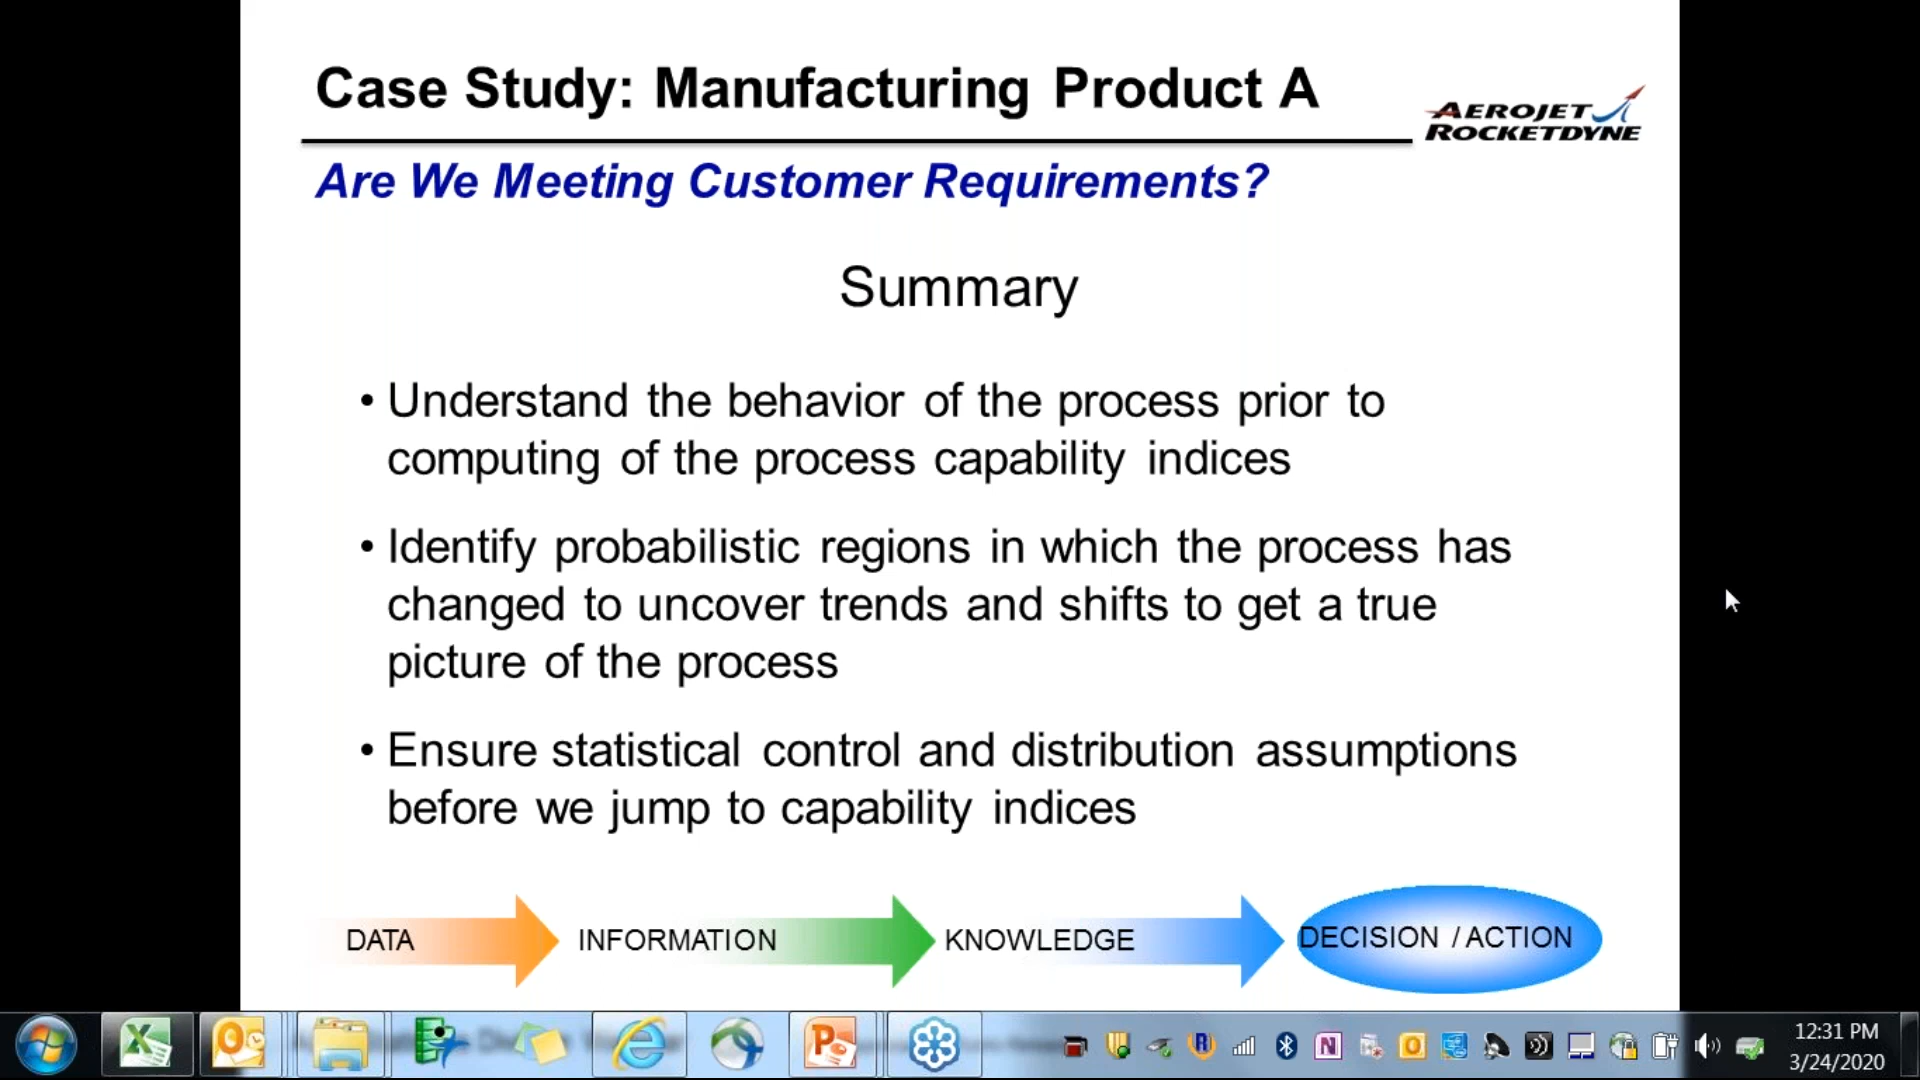 Case Study: Manufacturing Product A
AEROJET
ROCKETDYNE
Are We Meeting Customer Requirements?
Summary
• Understand the behavior of the process prior to
computing of the process capability indices
• Identify probabilistic regions in which the process has
changed to uncover trends and shifts to get a true
picture of the process
• Ensure statistical control and distribution assumptions
before we jump to capability indices
DATA
INFORMATION
KNOWLEDGE
DECISION / ACTION
12:31 PM
3/24/2020